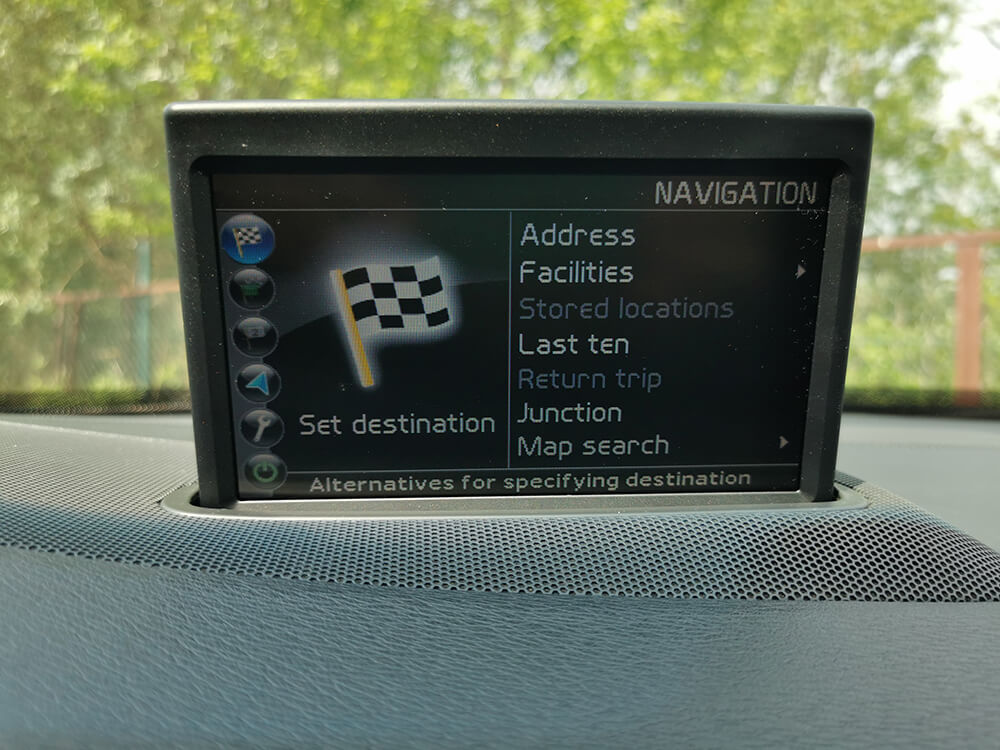 NAVIGATION
Address
Facilities
Stored locations
Last ten
Return trip
Junction
Map search
Set destination
Alternatives for specifying destination